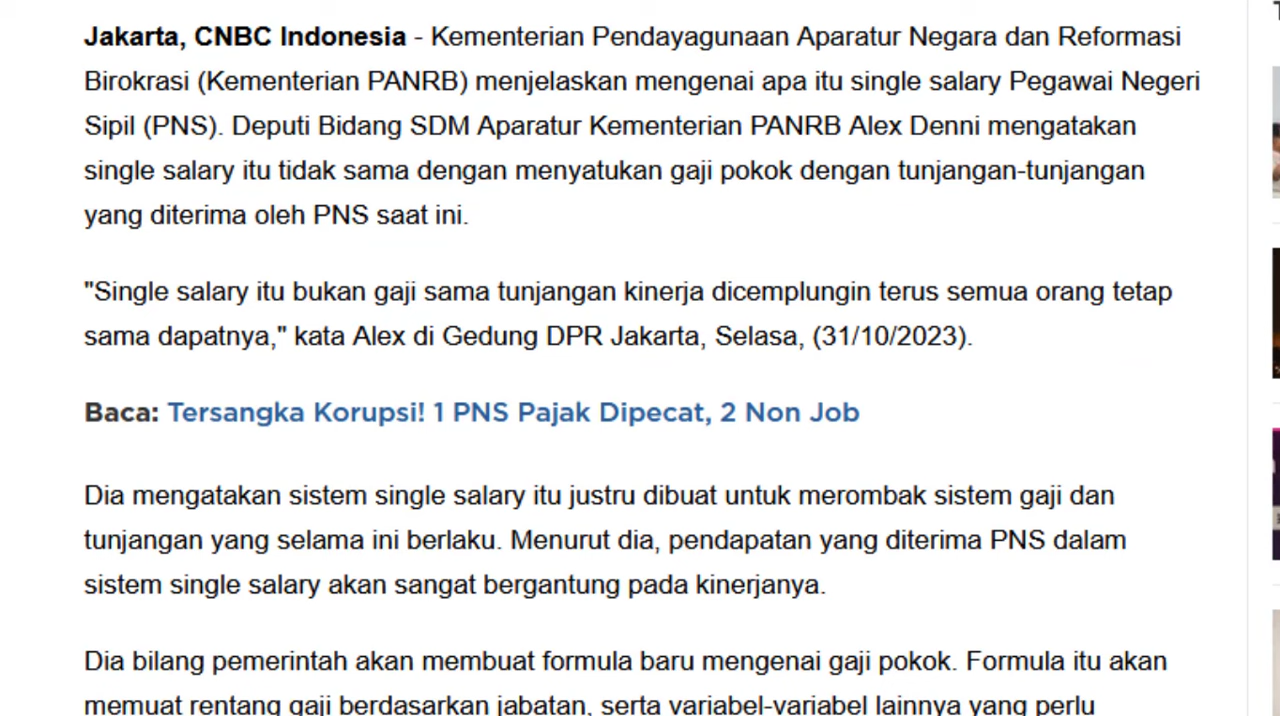 Jakarta, CNBC Indonesia - Kementerian Pendayagunaan Aparatur Negara dan Reformasi
Birokrasi (Kementerian PANRB) menjelaskan mengenai apa itu single salary Pegawai Negeri
Sipil (PNS). Deputi Bidang SDM Aparatur Kementerian PANRB Alex Denni mengatakan
single salary itu tidak sama dengan menyatukan gaji pokok dengan tunjangan-tunjangan
yang diterima oleh PNS saat ini.
"Single salary itu bukan gaji sama tunjangan kinerja dicemplungin terus semua orang tetap
sama dapatnya," kata Alex di Gedung DPR Jakarta, Selasa, (31/10/2023).
Baca: Tersangka Korupsi! 1 PNS Pajak Dipecat, 2 Non Job
Dia mengatakan sistem single salary itu justru dibuat untuk merombak sistem gaji dan
tunjangan yang selama ini berlaku. Menurut dia, pendapatan yang diterima PNS dalam
sistem single salary akan sangat bergantung pada kinerjanya.
Dia bilang pemerintah akan membuat formula baru mengenai gaji pokok. Formula itu akan
memuat rentang gaji berdasarkan jabatan, serta variabel-variabel lainnya yang perlu